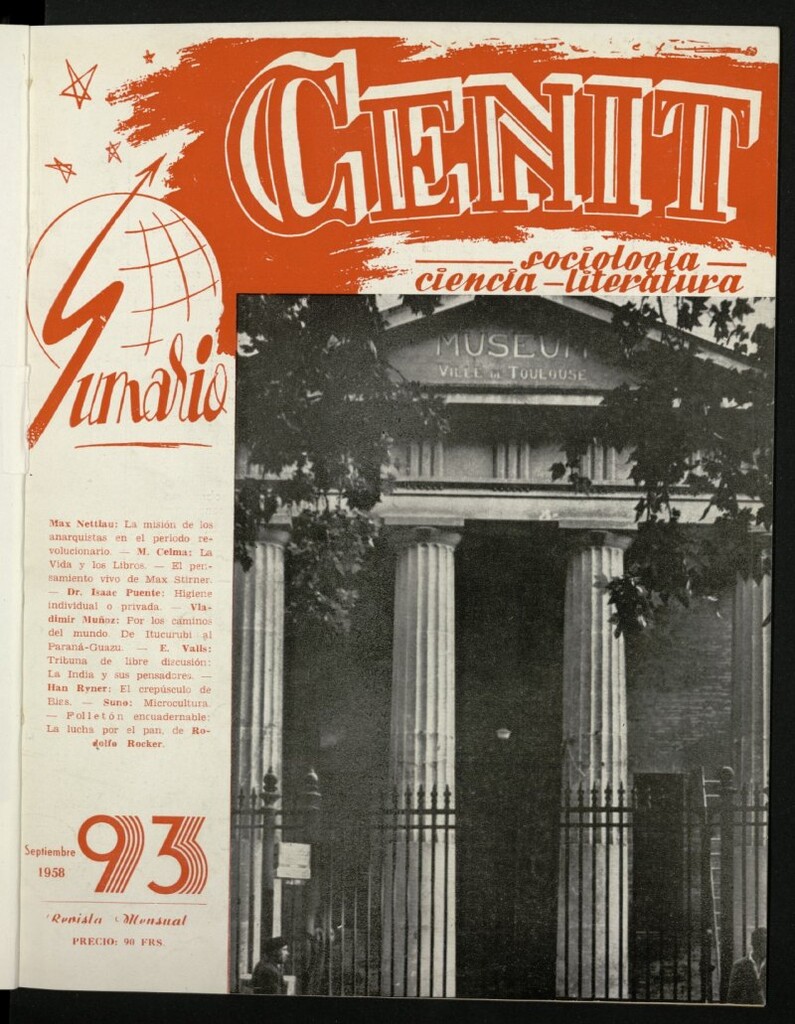 CENIT
sociología
ciencia - literatura
Sumario
MUSEUM
VILLE DE TOULOUSE
Max Nettlau: La misión de los
anarquistas en el período re-
volucionario. — M. Celma: La
Vida y los Libros. — El pen-
samiento vivo de Max Stirner.
— Dr. Isaac Puente: Higiene
individual o privada. — Vla-
dimir Muñoz: Por los caminos
del mundo. De Itucurubi al
Paraná-Guazu. — E. Valls:
Tribuna de libre discusión:
La India y sus pensadores. —
Han Ryner: El crepúsculo de
Bias. — Suno: Microcultura.
— Folletón encuadernable:
La lucha por el pan, de Ro-
dolfo Rocker.
Septiembre
1958
93
Revista Mensual
PRECIO: 90 FRS.